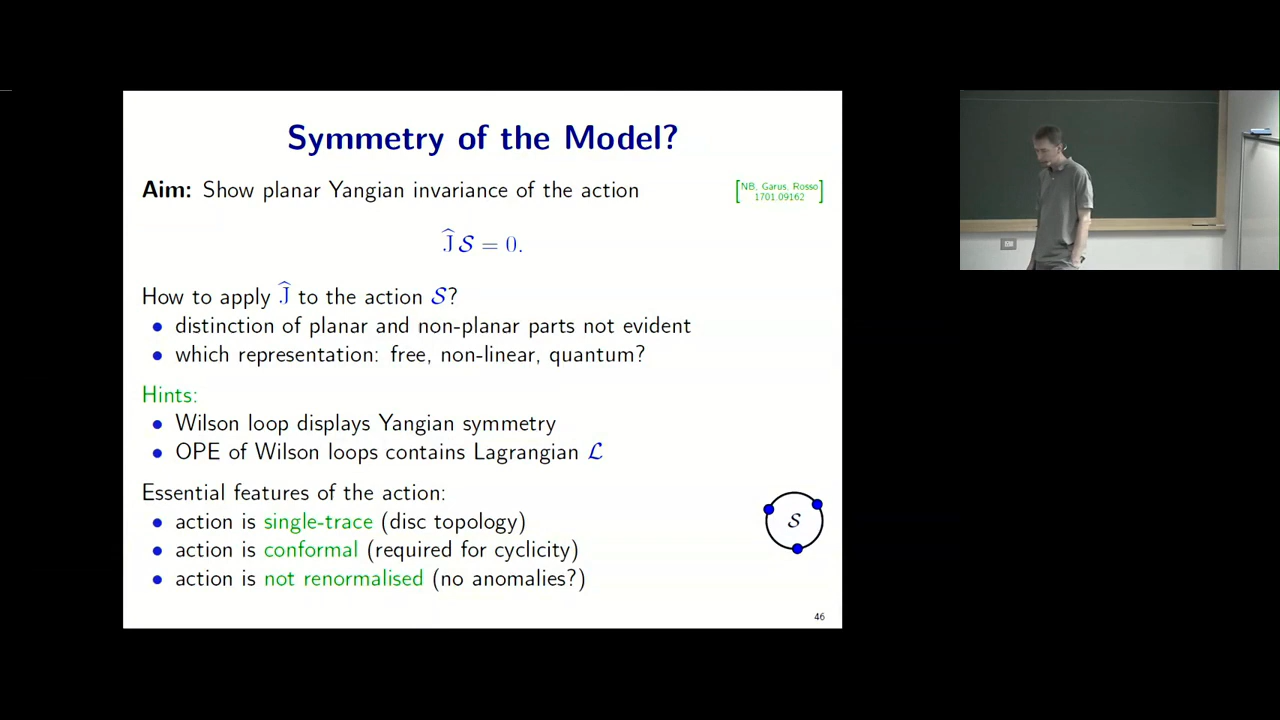 Symmetry of the Model?
Aim: Show planar Yangian invariance of the action
[NB, Garus, Rosso
1701.09162]
Ĵ S = 0.
How to apply Ĵ to the action S?
• distinction of planar and non-planar parts not evident
• which representation: free, non-linear, quantum?
Hints:
• Wilson loop displays Yangian symmetry
• OPE of Wilson loops contains Lagrangian L
Essential features of the action:
• action is single-trace (disc topology)
• action is conformal (required for cyclicity)
• action is not renormalised (no anomalies?)
S
46